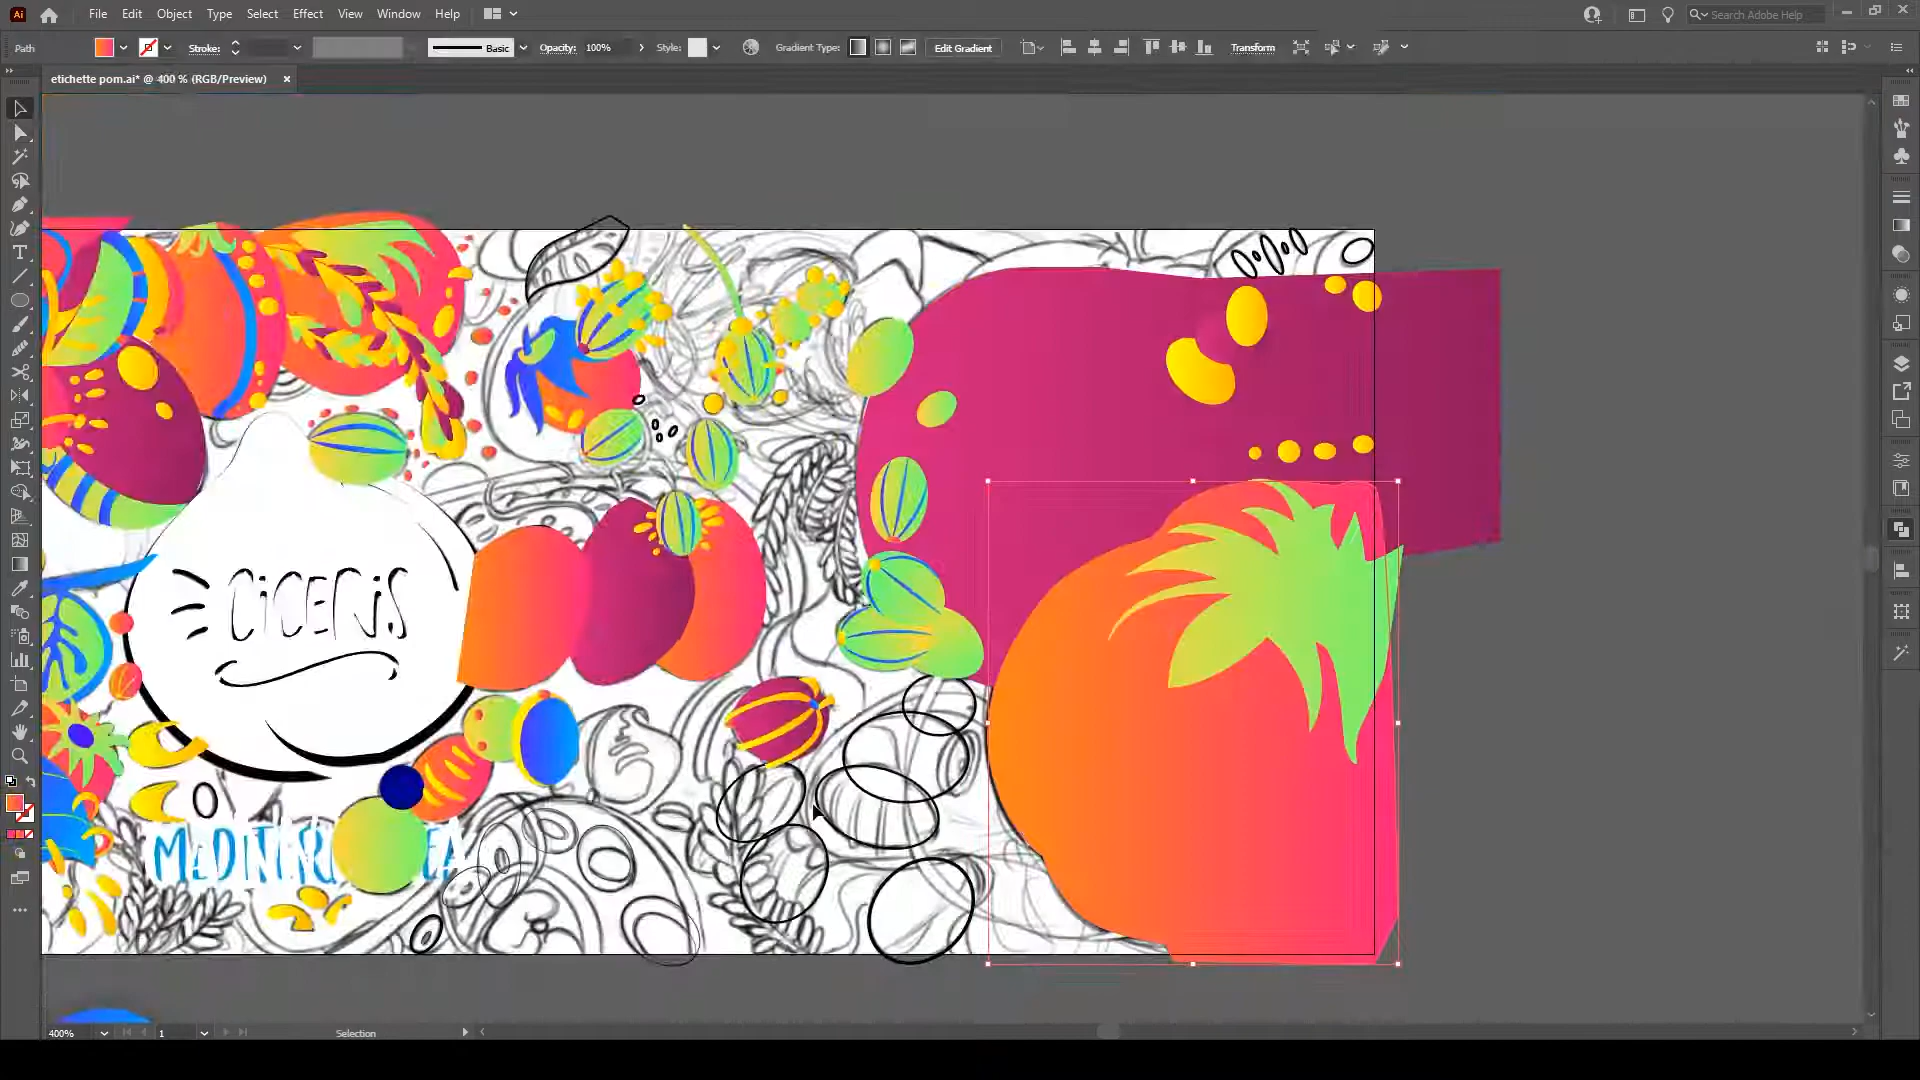 Ai File Edit Object Type Select Effect View Window Help Search Adobe Help
Path Stroke: Basic Opacity: 100% Style: Gradient Type: Edit Gradient Transform
etichette pom.ai* @ 400 % (RGB/Preview) ×
CiCERiS
400% 1 Selection